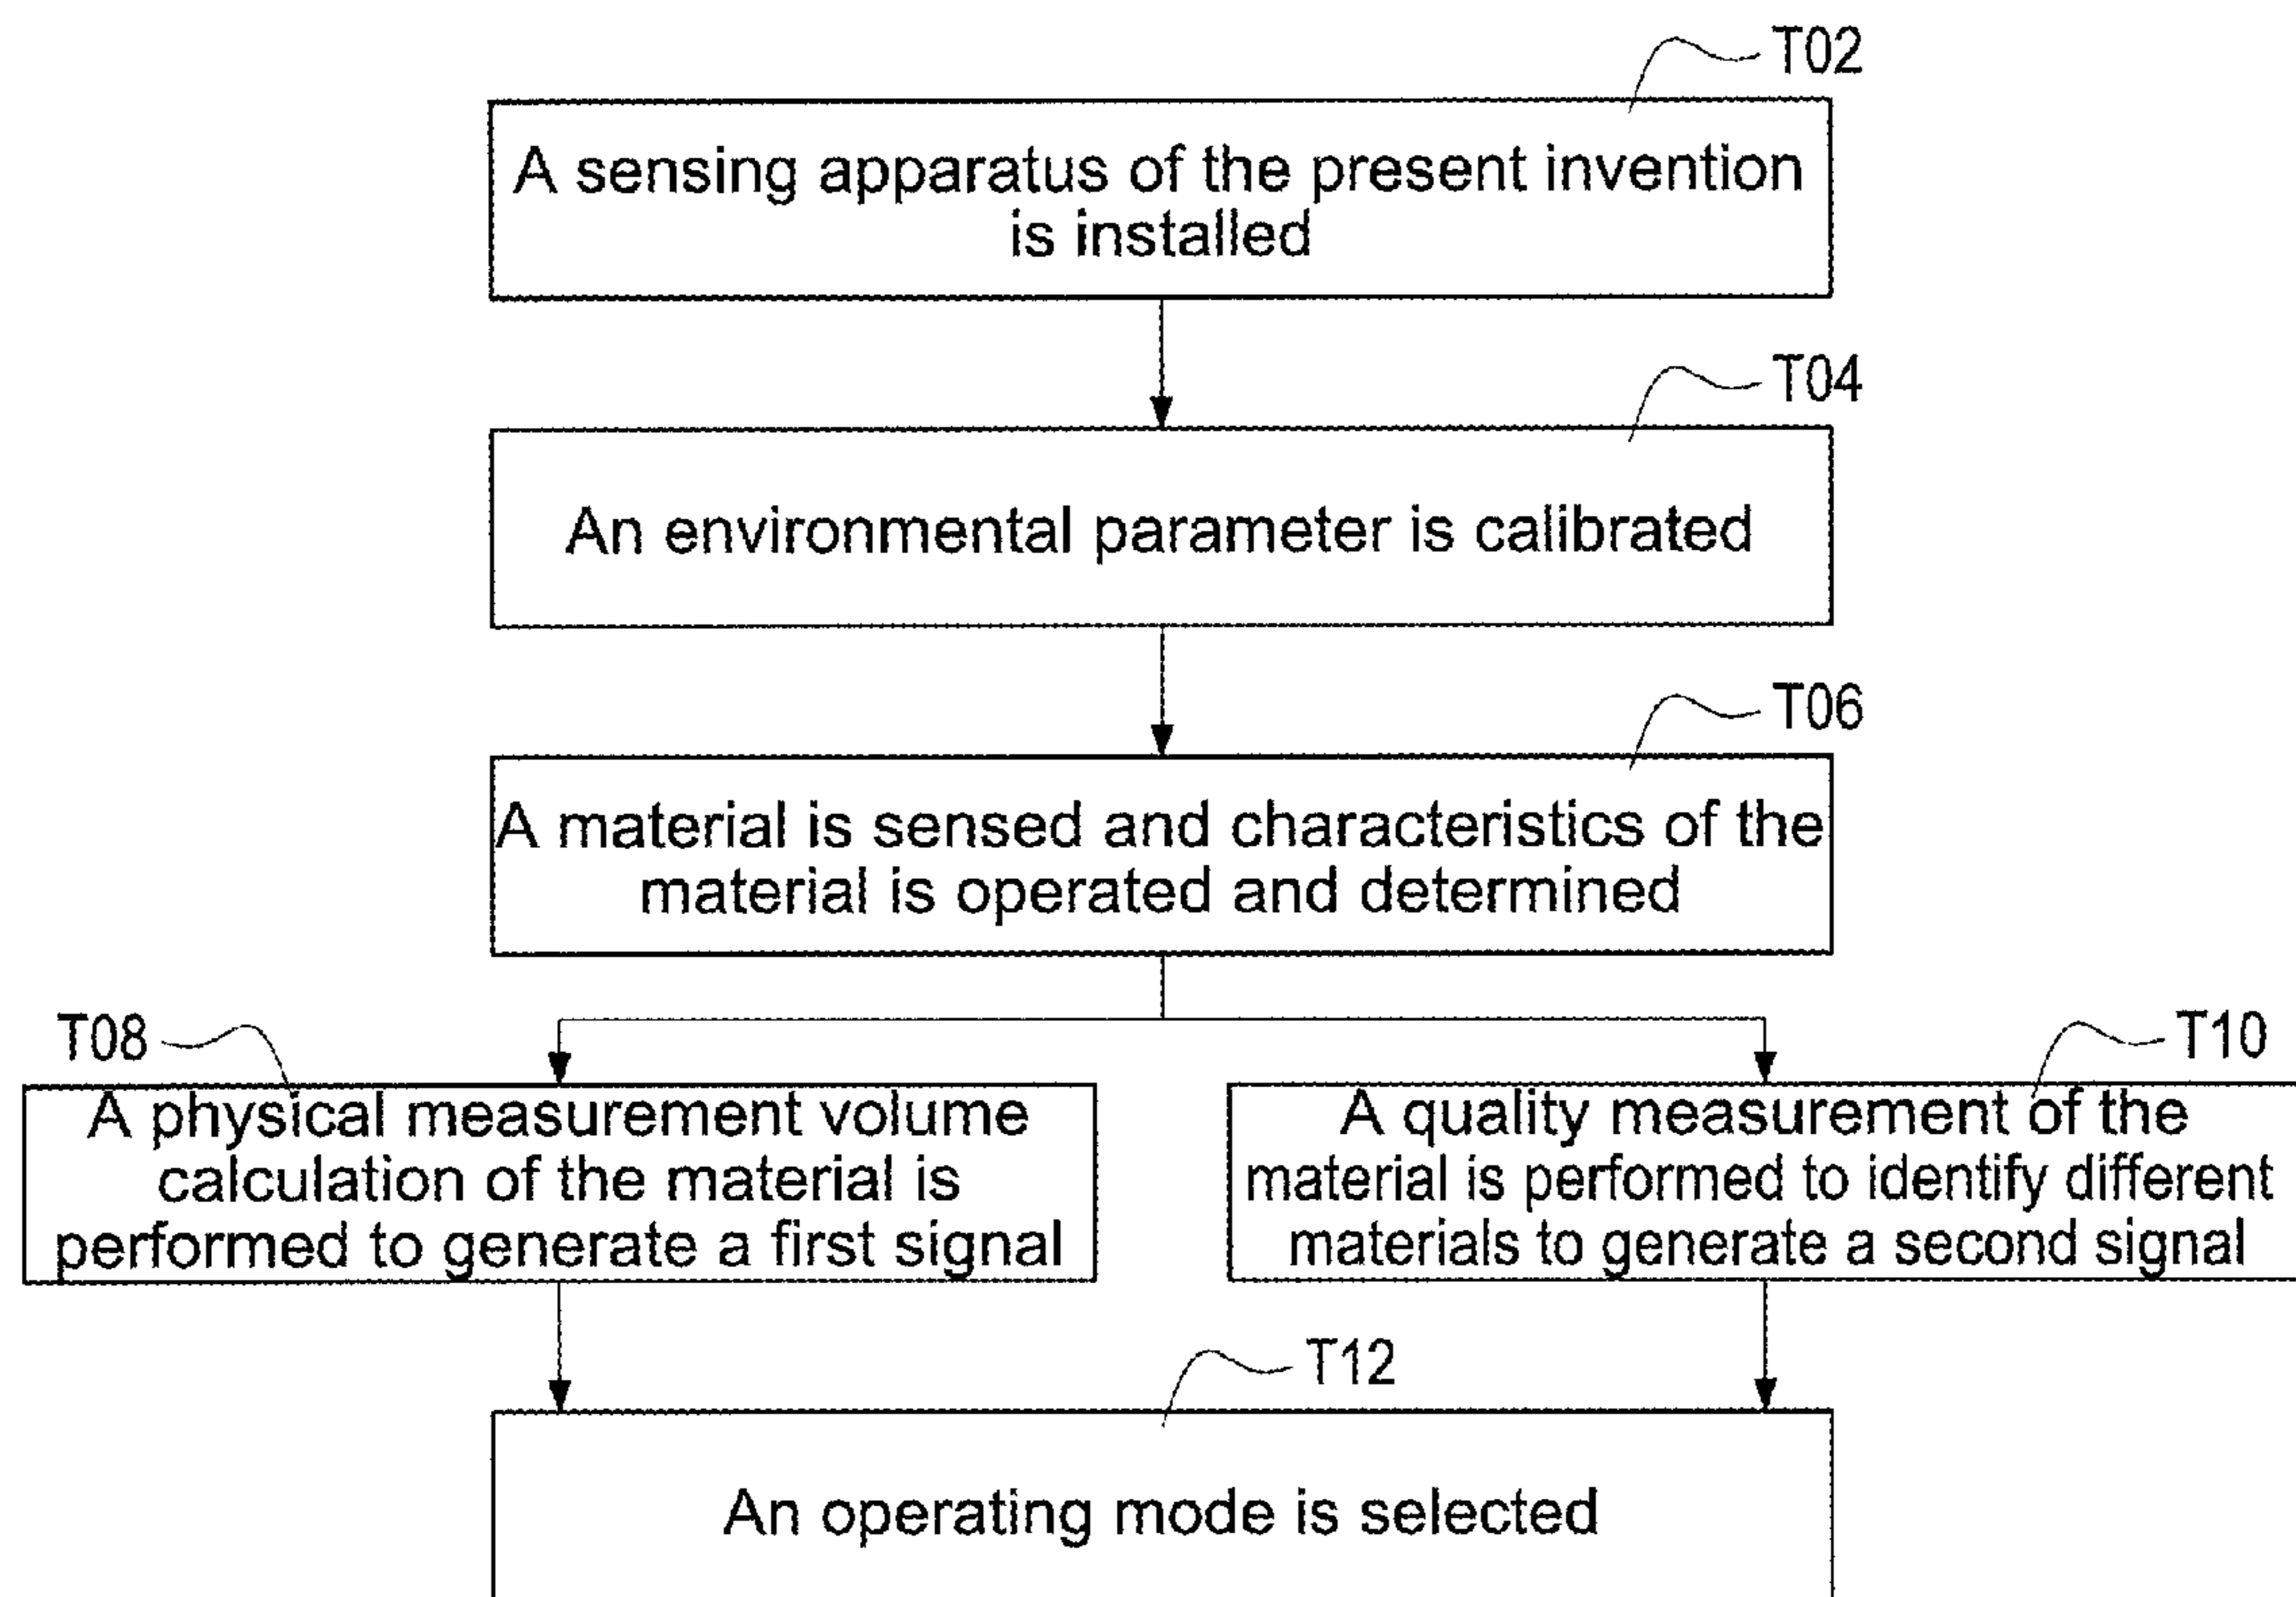 T02
A sensing apparatus of the present invention
is installed
T04
An environmental parameter is calibrated
T06
A material is sensed and characteristics of the
material is operated and determined
T08
A physical measurement volume
calculation of the material is
performed to generate a first signal
T10
A quality measurement of the
material is performed to identify different
materials to generate a second signal
T12
An operating mode is selected